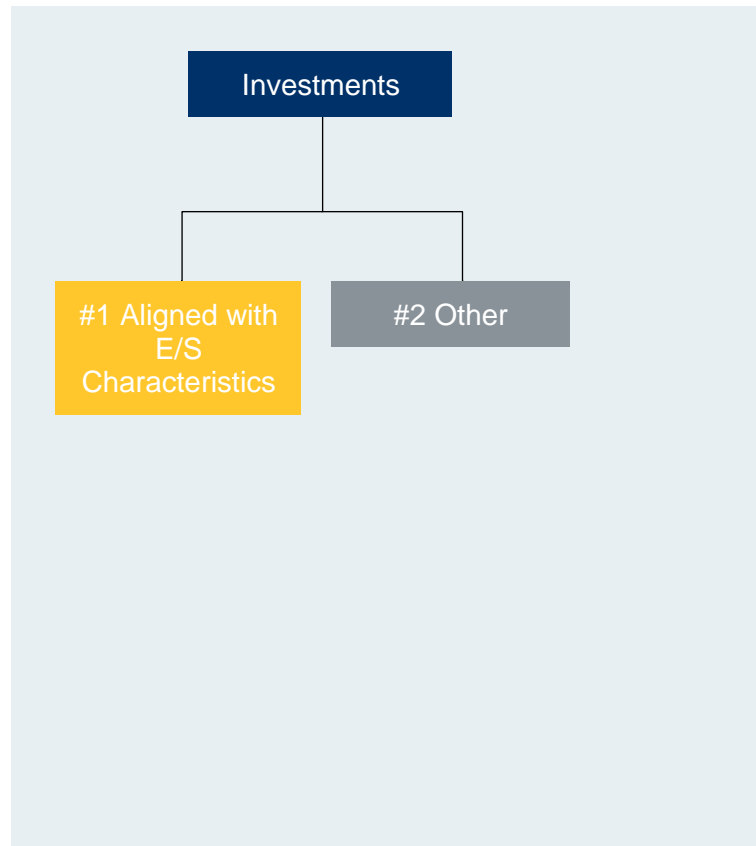 Investments
#1 Aligned with
E/S
Characteristics
#2 Other